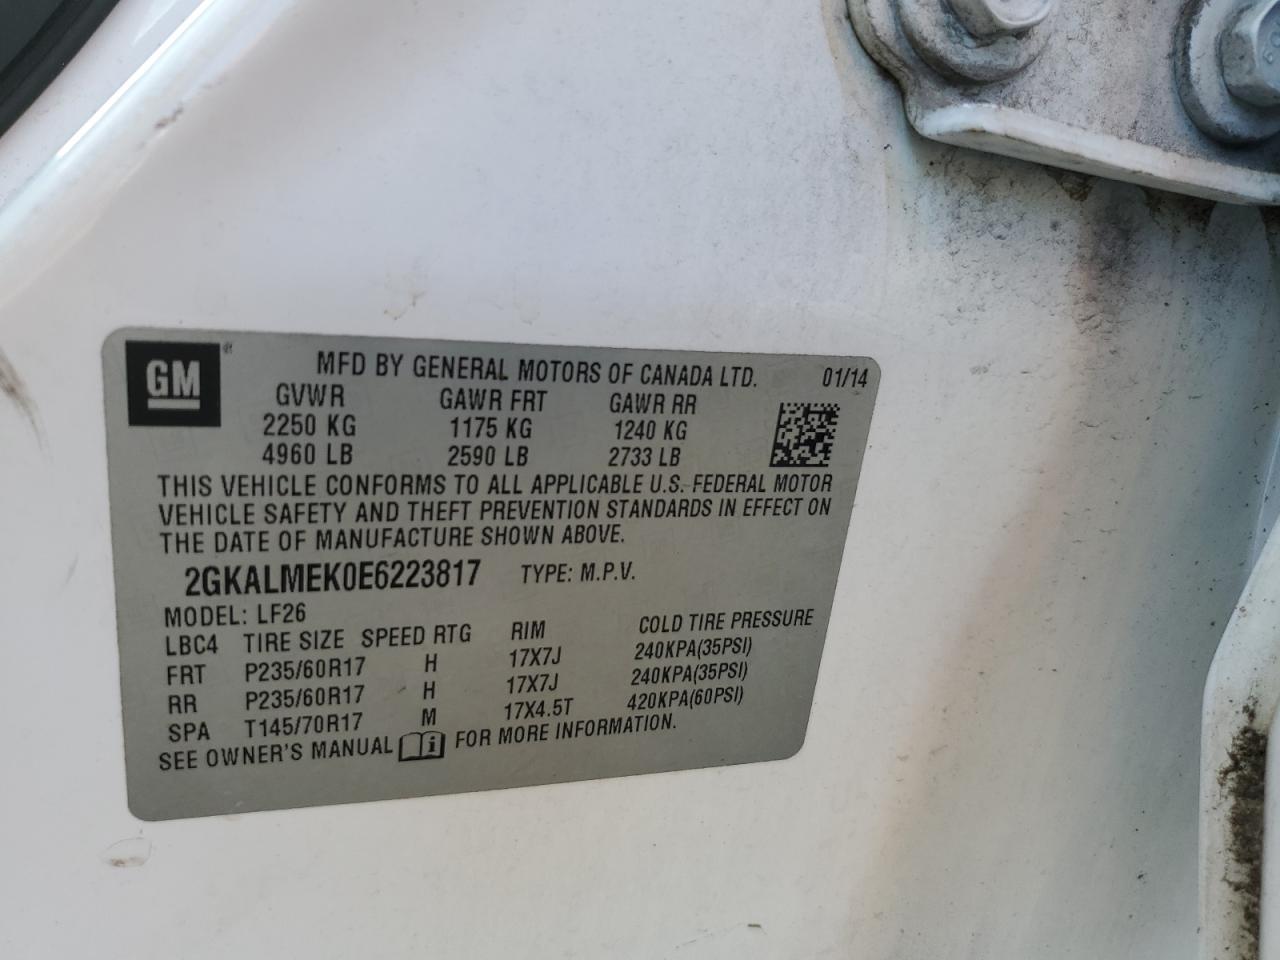 GM ®
MFD BY GENERAL MOTORS OF CANADA LTD. 01/14
GVWR GAWR FRT GAWR RR
2250 KG 1175 KG 1240 KG
4960 LB 2590 LB 2733 LB
THIS VEHICLE CONFORMS TO ALL APPLICABLE U.S. FEDERAL MOTOR
VEHICLE SAFETY AND THEFT PREVENTION STANDARDS IN EFFECT ON
THE DATE OF MANUFACTURE SHOWN ABOVE.
2GKALMEK0E6223817 TYPE: M.P.V.
MODEL: LF26
LBC4 TIRE SIZE SPEED RTG RIM COLD TIRE PRESSURE
FRT P235/60R17 H 17X7J 240KPA(35PSI)
RR P235/60R17 H 17X7J 240KPA(35PSI)
SPA T145/70R17 M 17X4.5T 420KPA(60PSI)
SEE OWNER'S MANUAL i FOR MORE INFORMATION.